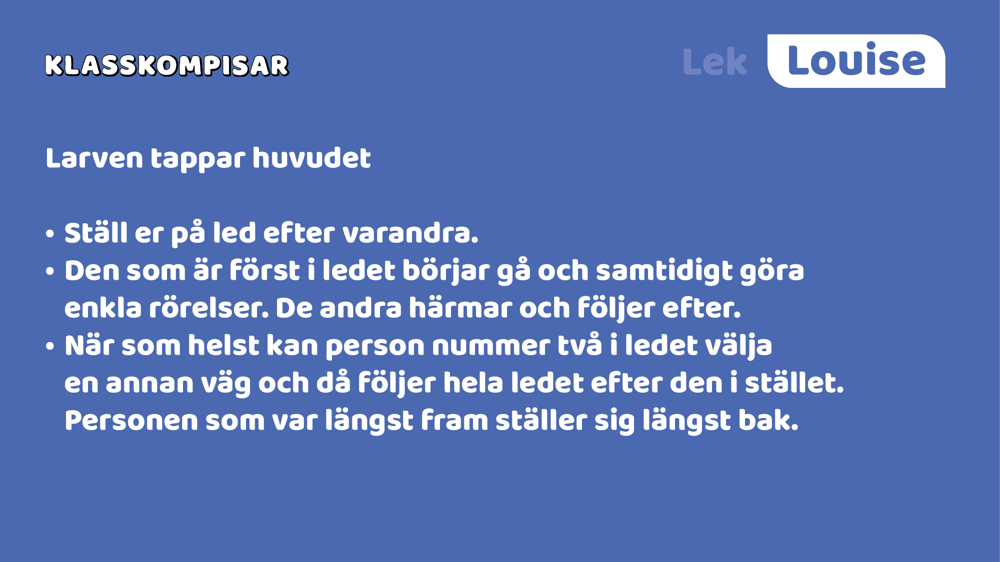 KLASSKOMPISAR
Lek Louise
Larven tappar huvudet
• Ställ er på led efter varandra.
• Den som är först i ledet börjar gå och samtidigt göra
enkla rörelser. De andra härmar och följer efter.
• När som helst kan person nummer två i ledet välja
en annan väg och då följer hela ledet efter den i stället.
Personen som var längst fram ställer sig längst bak.